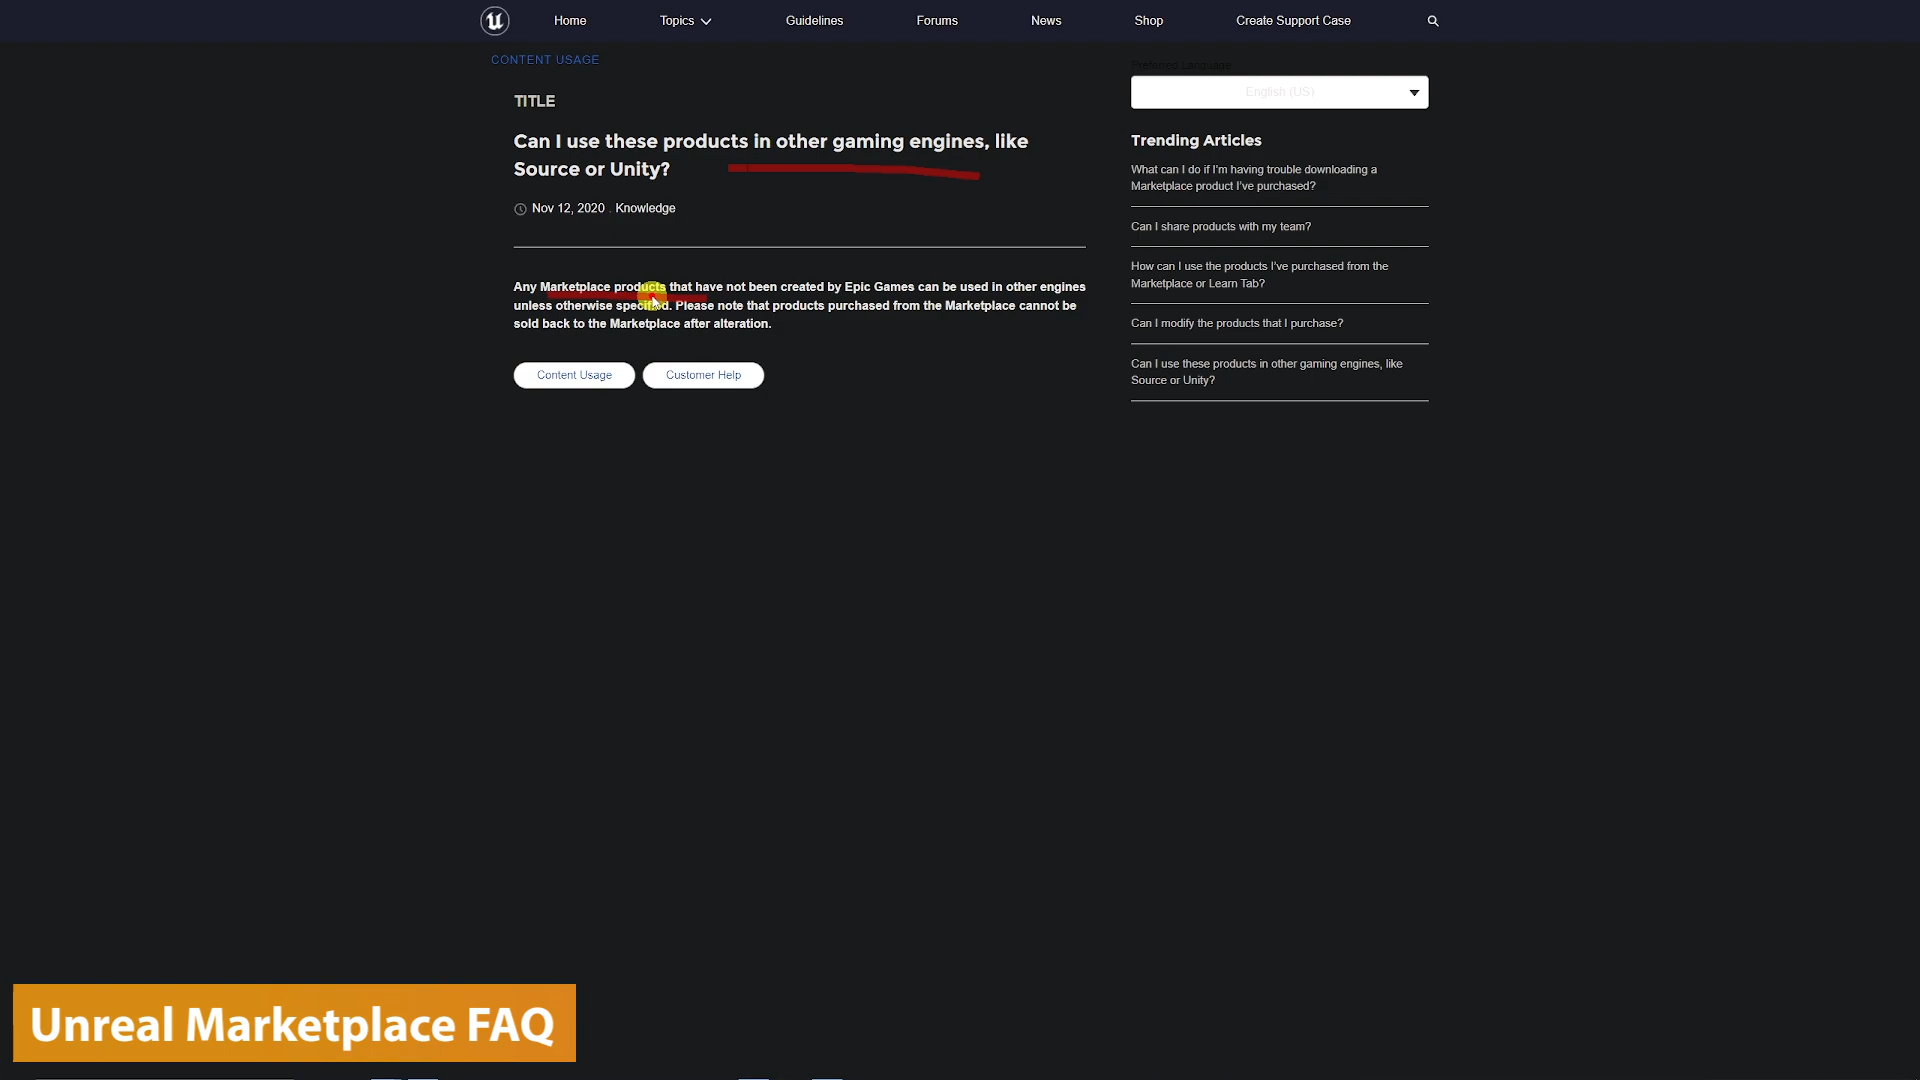 Home Topics Guidelines Forums News Shop Create Support Case
CONTENT USAGE
TITLE
Can I use these products in other gaming engines, like
Source or Unity?
Nov 12, 2020 . Knowledge
Any Marketplace products that have not been created by Epic Games can be used in other engines
unless otherwise specified. Please note that products purchased from the Marketplace cannot be
sold back to the Marketplace after alteration.
Content Usage Customer Help
Preferred Language
English (US)
Trending Articles
What can I do if I'm having trouble downloading a
Marketplace product I've purchased?
Can I share products with my team?
How can I use the products I've purchased from the
Marketplace or Learn Tab?
Can I modify the products that I purchase?
Can I use these products in other gaming engines, like
Source or Unity?
Unreal Marketplace FAQ